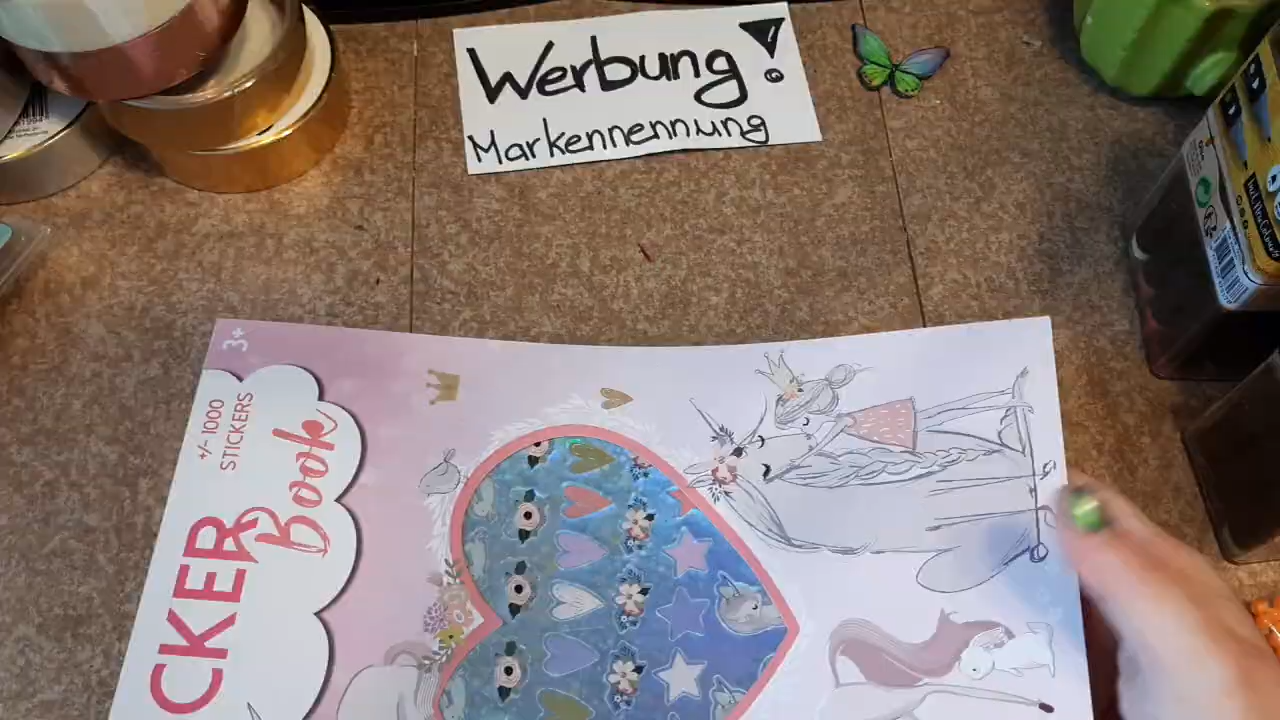 Werbung!
Markennennung
3+
+/- 1000
STICKERS
CKER
Book